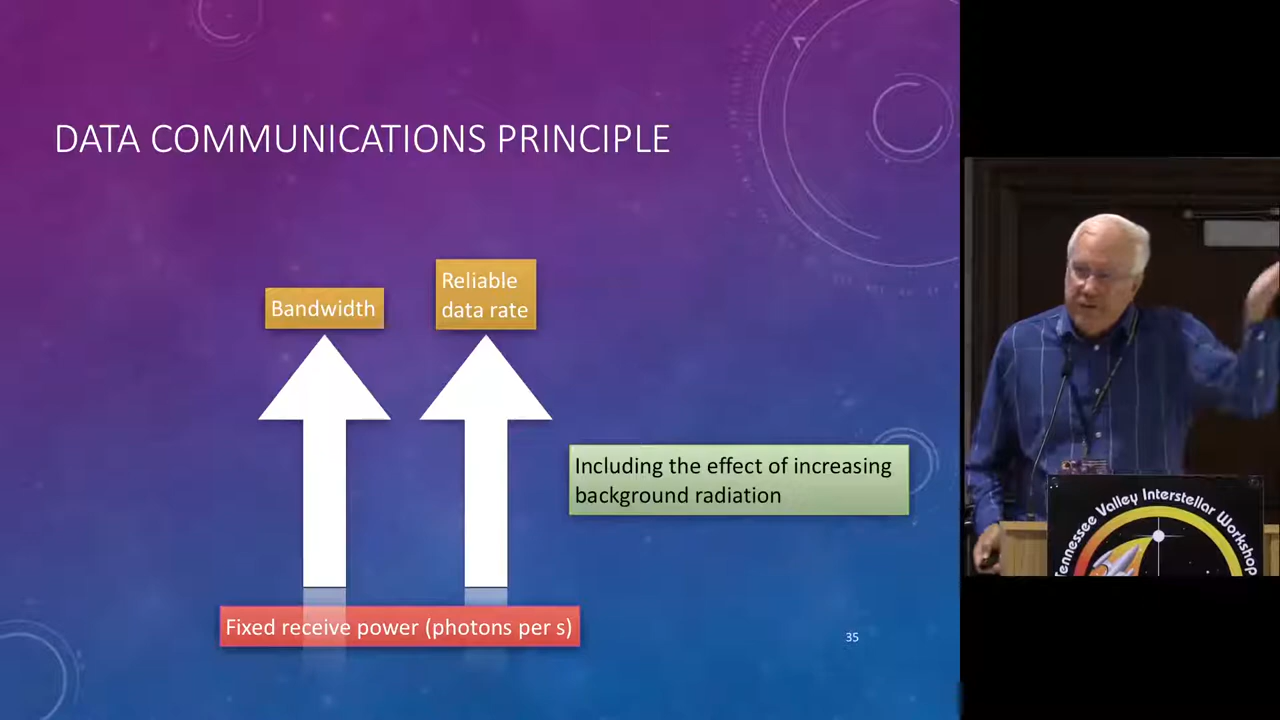 DATA COMMUNICATIONS PRINCIPLE
Bandwidth
Reliable
data rate
Including the effect of increasing
background radiation
Fixed receive power (photons per s)
35
Tennessee Valley Interstellar Workshop